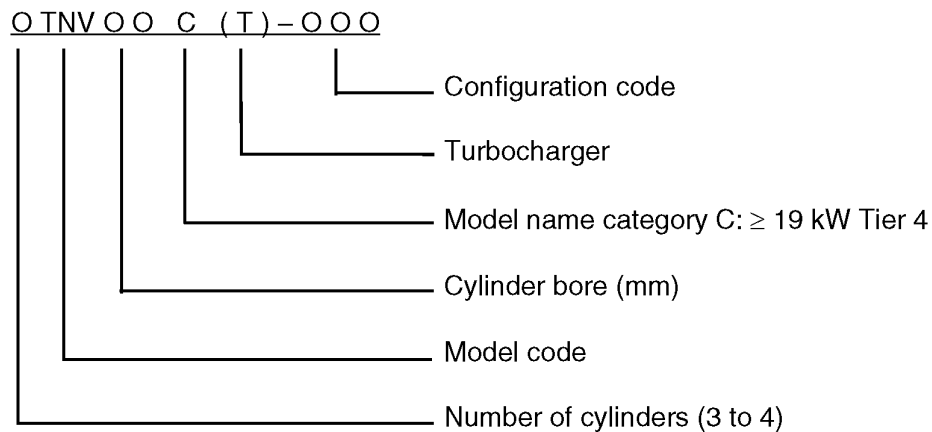 O TNV O O C ( T ) – O O O
Configuration code
Turbocharger
Model name category C: ≥ 19 kW Tier 4
Cylinder bore (mm)
Model code
Number of cylinders (3 to 4)